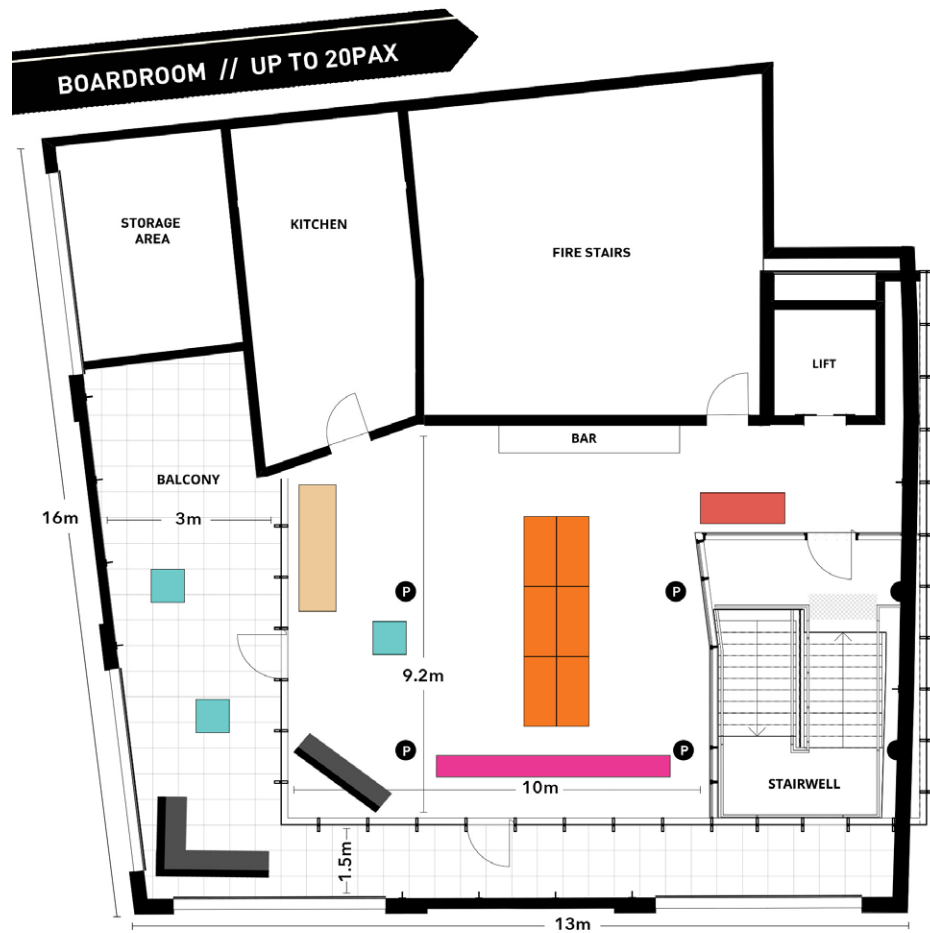 BOARDROOM // UP TO 20PAX
STORAGE
AREA
KITCHEN
FIRE STAIRS
LIFT
BAR
BALCONY
16m
3m
P
P
9.2m
P
P
10m
STAIRWELL
1.5m
13m